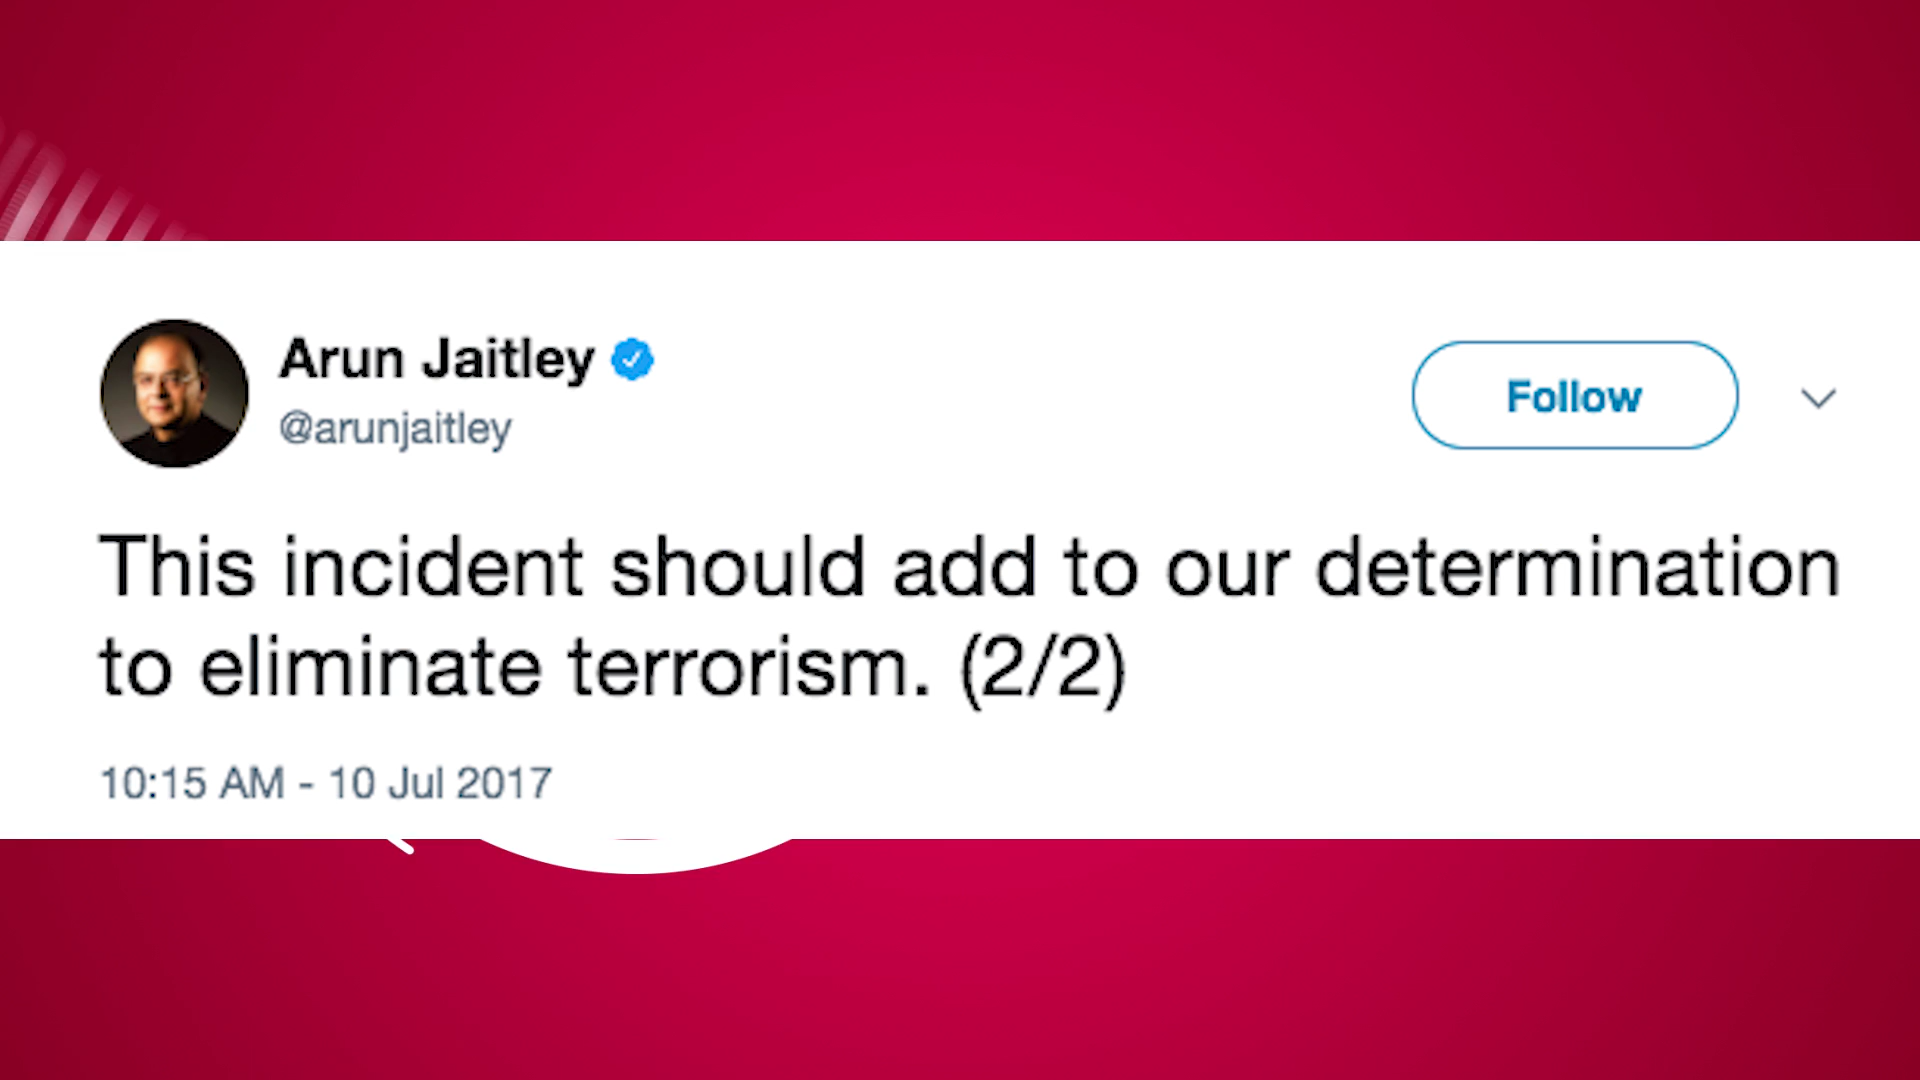 Arun Jaitley
@arunjaitley
Follow
This incident should add to our determination
to eliminate terrorism. (2/2)
10:15 AM - 10 Jul 2017